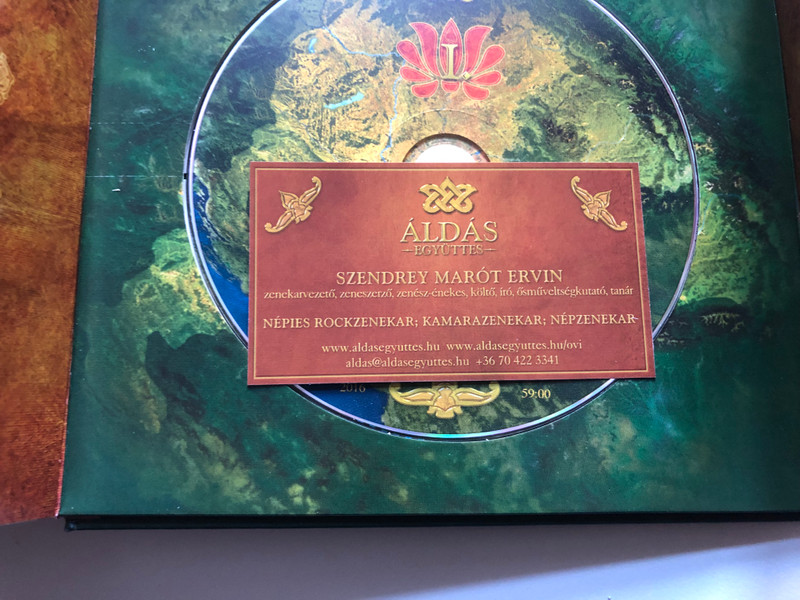 I.
ÁLDÁS
EGYÜTTES
SZENDREY MARÓT ERVIN
zenekarvezető, zeneszerző, zenész-énekes, költő, író, ősműveltségkutató, tanár
NÉPIES ROCKZENEKAR; KAMARAZENEKAR; NÉPZENEKAR
www.aldasegyuttes.hu www.aldasegyuttes.hu/ovi
aldas@aldasegyuttes.hu +36 70 422 3341
2016 59:00